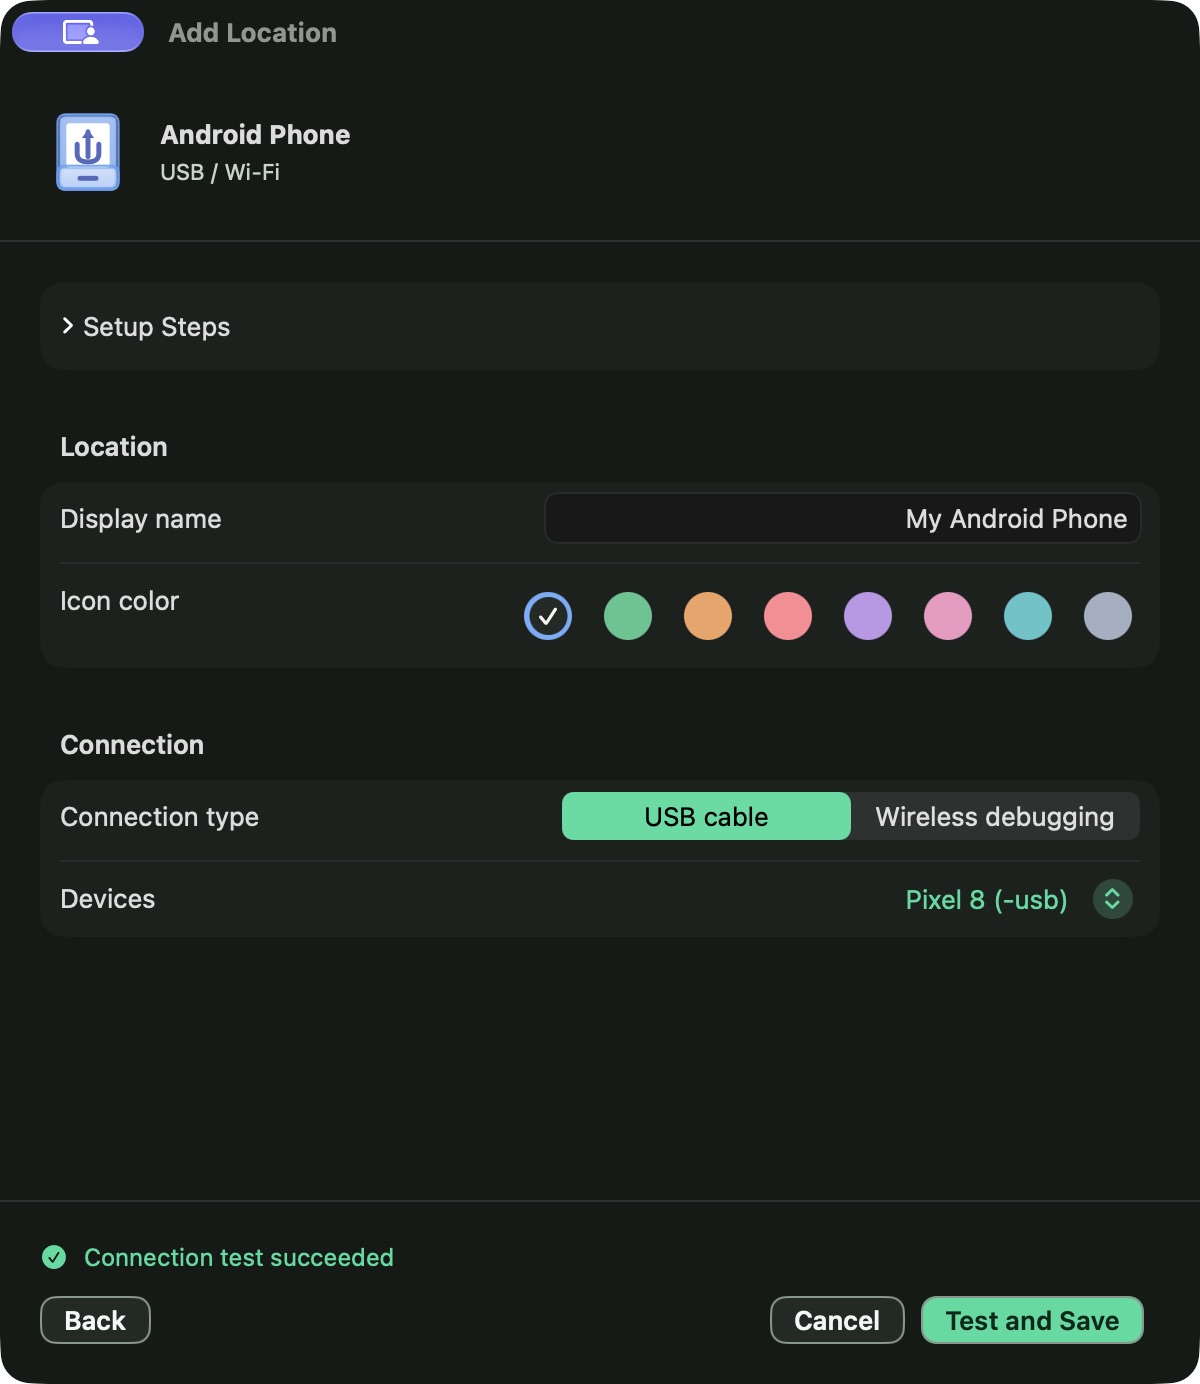 Add Location
Android Phone
USB / Wi-Fi
Setup Steps
Location
Display name
My Android Phone
Icon color
Connection
Connection type
USB cable
Wireless debugging
Devices
Pixel 8 (-usb)
Connection test succeeded
Back
Cancel
Test and Save